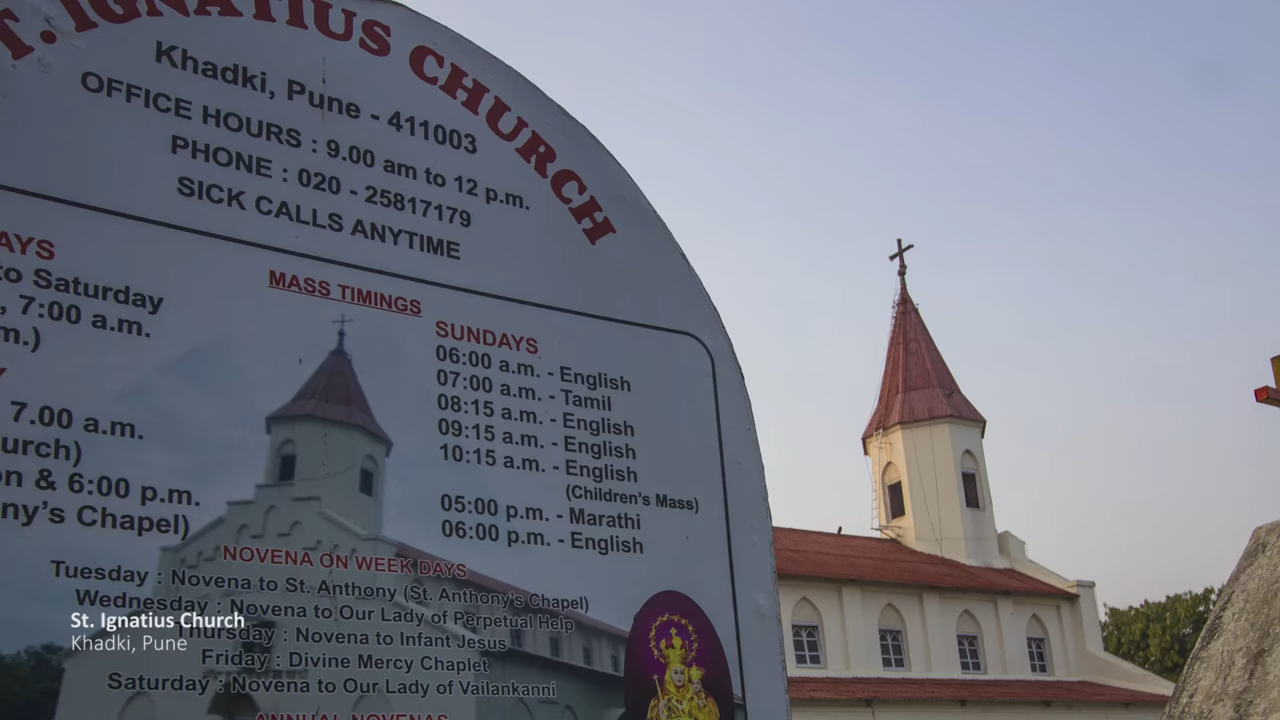 T. IGNATIUS CHURCH
Khadki, Pune - 411003
OFFICE HOURS : 9.00 am to 12 p.m.
PHONE : 020 - 25817179
SICK CALLS ANYTIME
MASS TIMINGS
AYS
to Saturday
, 7:00 a.m.
m.)
7.00 a.m.
urch)
on & 6:00 p.m.
ny's Chapel)
SUNDAYS
06:00 a.m. - English
07:00 a.m. - Tamil
08:15 a.m. - English
09:15 a.m. - English
10:15 a.m. - English
(Children's Mass)
05:00 p.m. - Marathi
06:00 p.m. - English
NOVENA ON WEEK DAYS
Tuesday : Novena to St. Anthony (St. Anthony's Chapel)
Wednesday : Novena to Our Lady of Perpetual Help
Thursday : Novena to Infant Jesus
Friday : Divine Mercy Chaplet
Saturday : Novena to Our Lady of Vailankanni
ANNUAL NOVENAS
St. Ignatius Church
Khadki, Pune